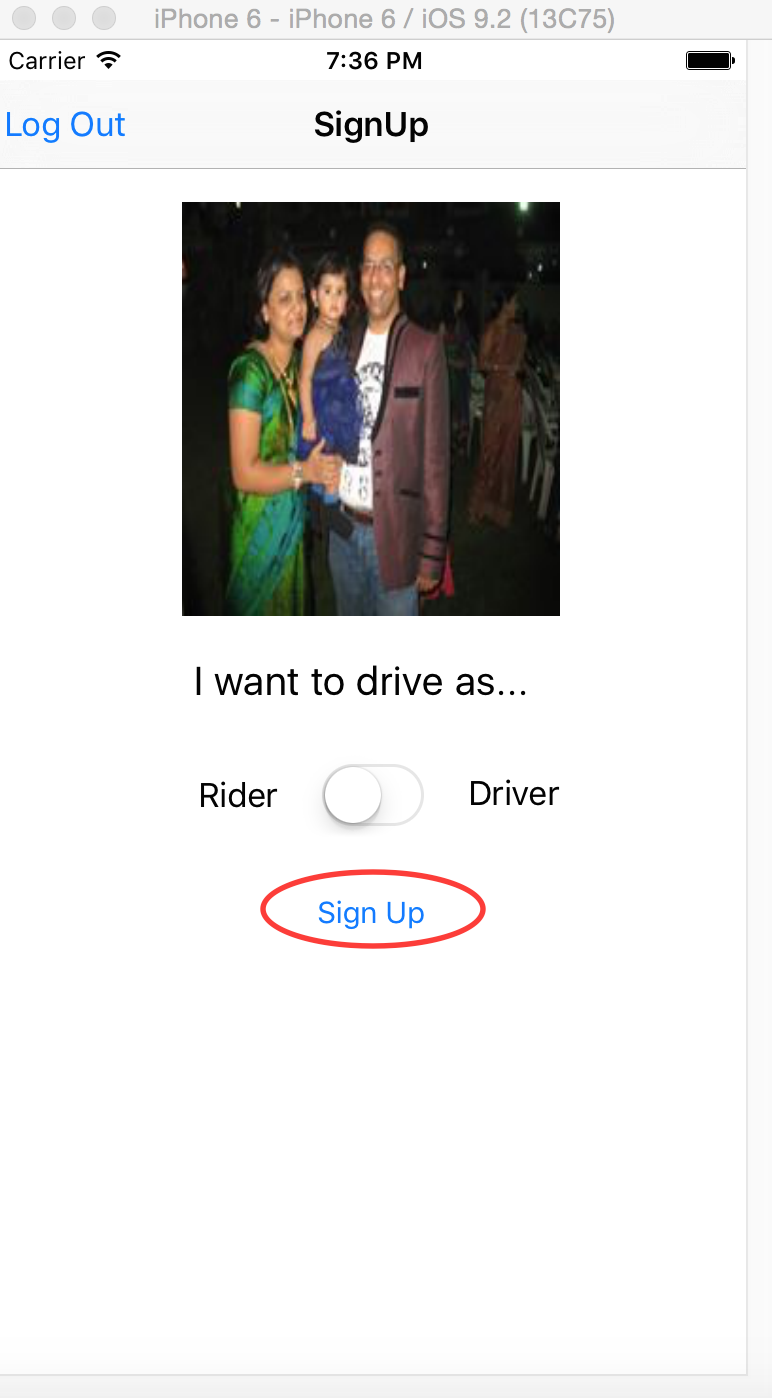 iPhone 6 - iPhone 6 / iOS 9.2 (13C75)
Carrier 7:36 PM
Log Out SignUp
I want to drive as...
Rider Driver
Sign Up